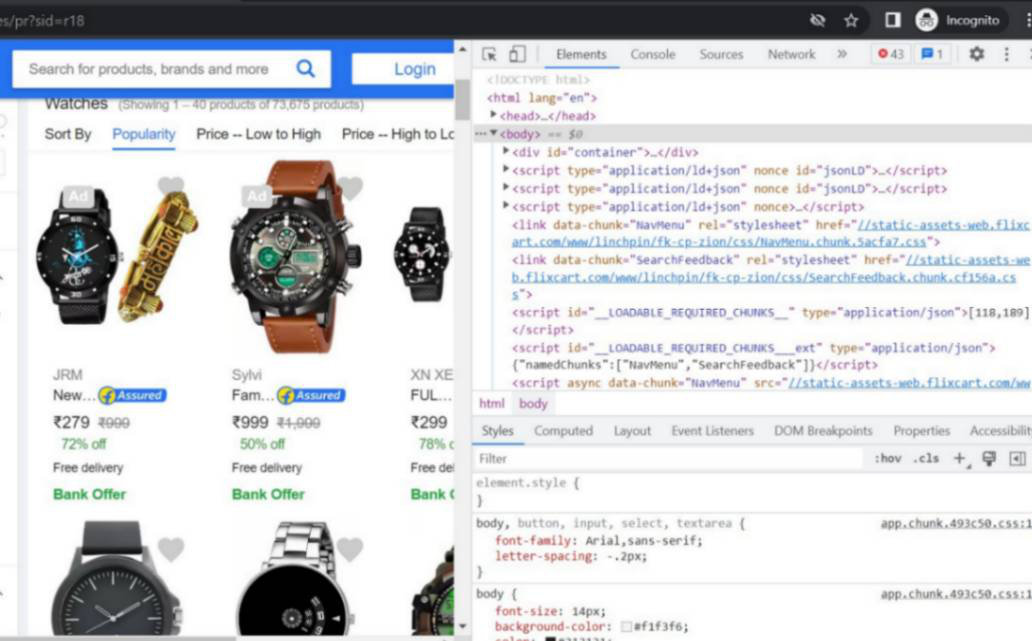 es/pr?sid=r18
Incognito
Search for products, brands and more
Login
Watches (Showing 1 – 40 products of 73,675 products)
Sort By Popularity Price -- Low to High Price -- High to Lo
Ad
Ad
JRM
New... Assured
₹279 ₹999
72% off
Free delivery
Bank Offer
Sylvi
Fam... Assured
₹999 ₹1,999
50% off
Free delivery
Bank Offer
XN XE
FUL...
₹299
78% o
Free del
Bank O
Elements Console Sources Network » 43 1
<!DOCTYPE html>
<html lang="en">
<head>…</head>
<body> == $0
<div id="container">…</div>
<script type="application/ld+json" nonce id="jsonLD">…</script>
<script type="application/ld+json" nonce id="jsonLD">…</script>
<script type="application/ld+json" nonce>…</script>
<link data-chunk="NavMenu" rel="stylesheet" href="//static-assets-web.flixc
art.com/www/linchpin/fk-cp-zion/css/NavMenu.chunk.5acfa7.css">
<link data-chunk="SearchFeedback" rel="stylesheet" href="//static-assets-we
b.flixcart.com/www/linchpin/fk-cp-zion/css/SearchFeedback.chunk.cf156a.cs
s">
<script id="__LOADABLE_REQUIRED_CHUNKS__" type="application/json">[118,189]
</script>
<script id="__LOADABLE_REQUIRED_CHUNKS___ext" type="application/json">
{"namedChunks":["NavMenu","SearchFeedback"]}</script>
<script async data-chunk="NavMenu" src="//static-assets-web.flixcart.com/ww
html body
Styles Computed Layout Event Listeners DOM Breakpoints Properties Accessibility
Filter :hov .cls +
element.style {
}
body, button, input, select, textarea { app.chunk.493c50.css:1
font-family: Arial,sans-serif;
letter-spacing: -.2px;
}
body { app.chunk.493c50.css:1
font-size: 14px;
background-color: #f1f3f6;